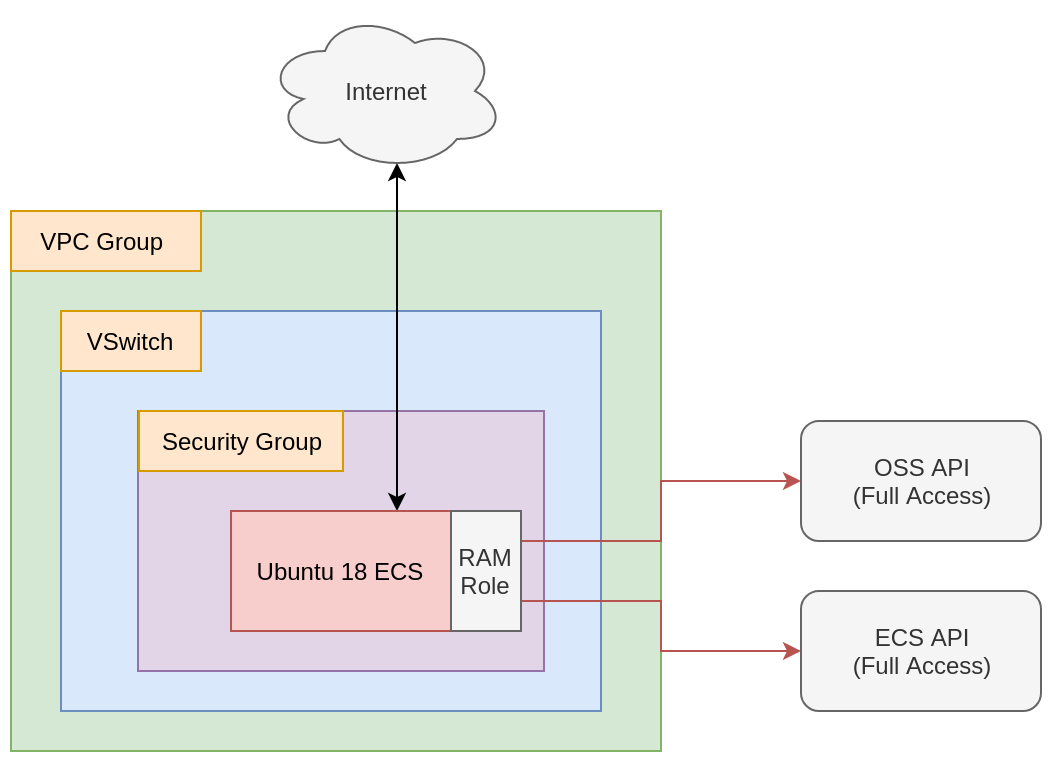 Internet
VPC Group
VSwitch
Security Group
Ubuntu 18 ECS
RAM
Role
OSS API
(Full Access)
ECS API
(Full Access)